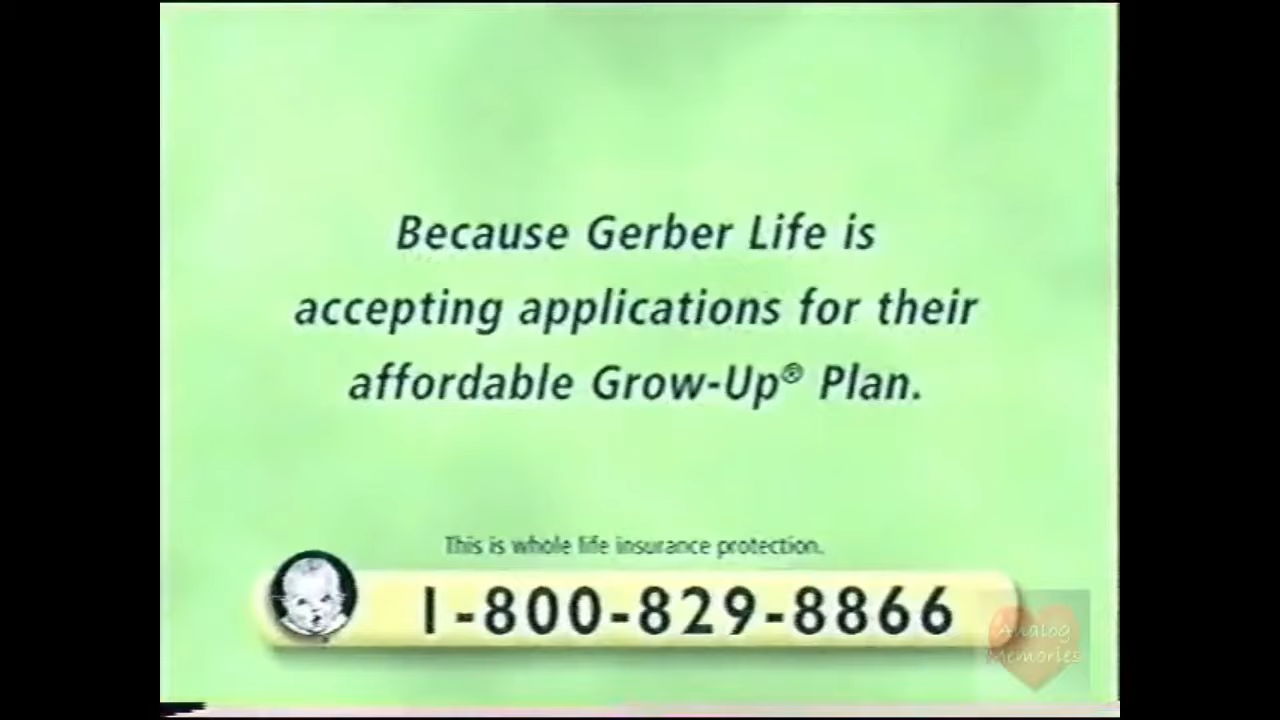 Because Gerber Life is
accepting applications for their
affordable Grow-Up® Plan.
This is whole life insurance protection.
1-800-829-8866
Analog
Memories